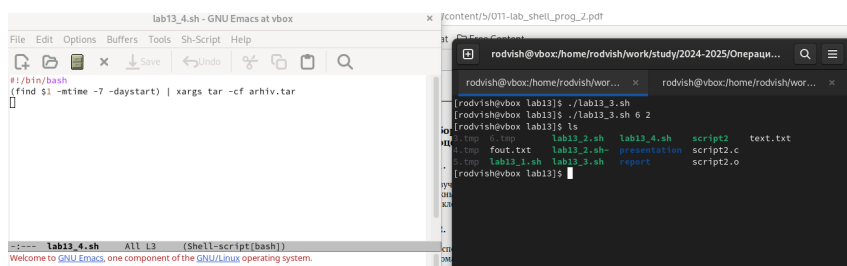 lab13_4.sh - GNU Emacs at vbox ×
File Edit Options Buffers Tools Sh-Script Help
Save Undo
#!/bin/bash
(find $1 -mtime -7 -daystart) | xargs tar -cf arhiv.tar
-:--- lab13_4.sh All L3 (Shell-script[bash])
Welcome to GNU Emacs, one component of the GNU/Linux operating system.
/content/5/011-lab_shell_prog_2.pdf
rodvish@vbox:/home/rodvish/work/study/2024-2025/Операци...
rodvish@vbox:/home/rodvish/wor... × rodvish@vbox:/home/rodvish/wor... ×
[rodvish@vbox lab13]$ ./lab13_3.sh
[rodvish@vbox lab13]$ ./lab13_3.sh 6 2
[rodvish@vbox lab13]$ ls
3.tmp 6.tmp lab13_2.sh lab13_4.sh script2 text.txt
4.tmp fout.txt lab13_2.sh~ presentation script2.c
5.tmp lab13_1.sh lab13_3.sh report script2.o
[rodvish@vbox lab13]$